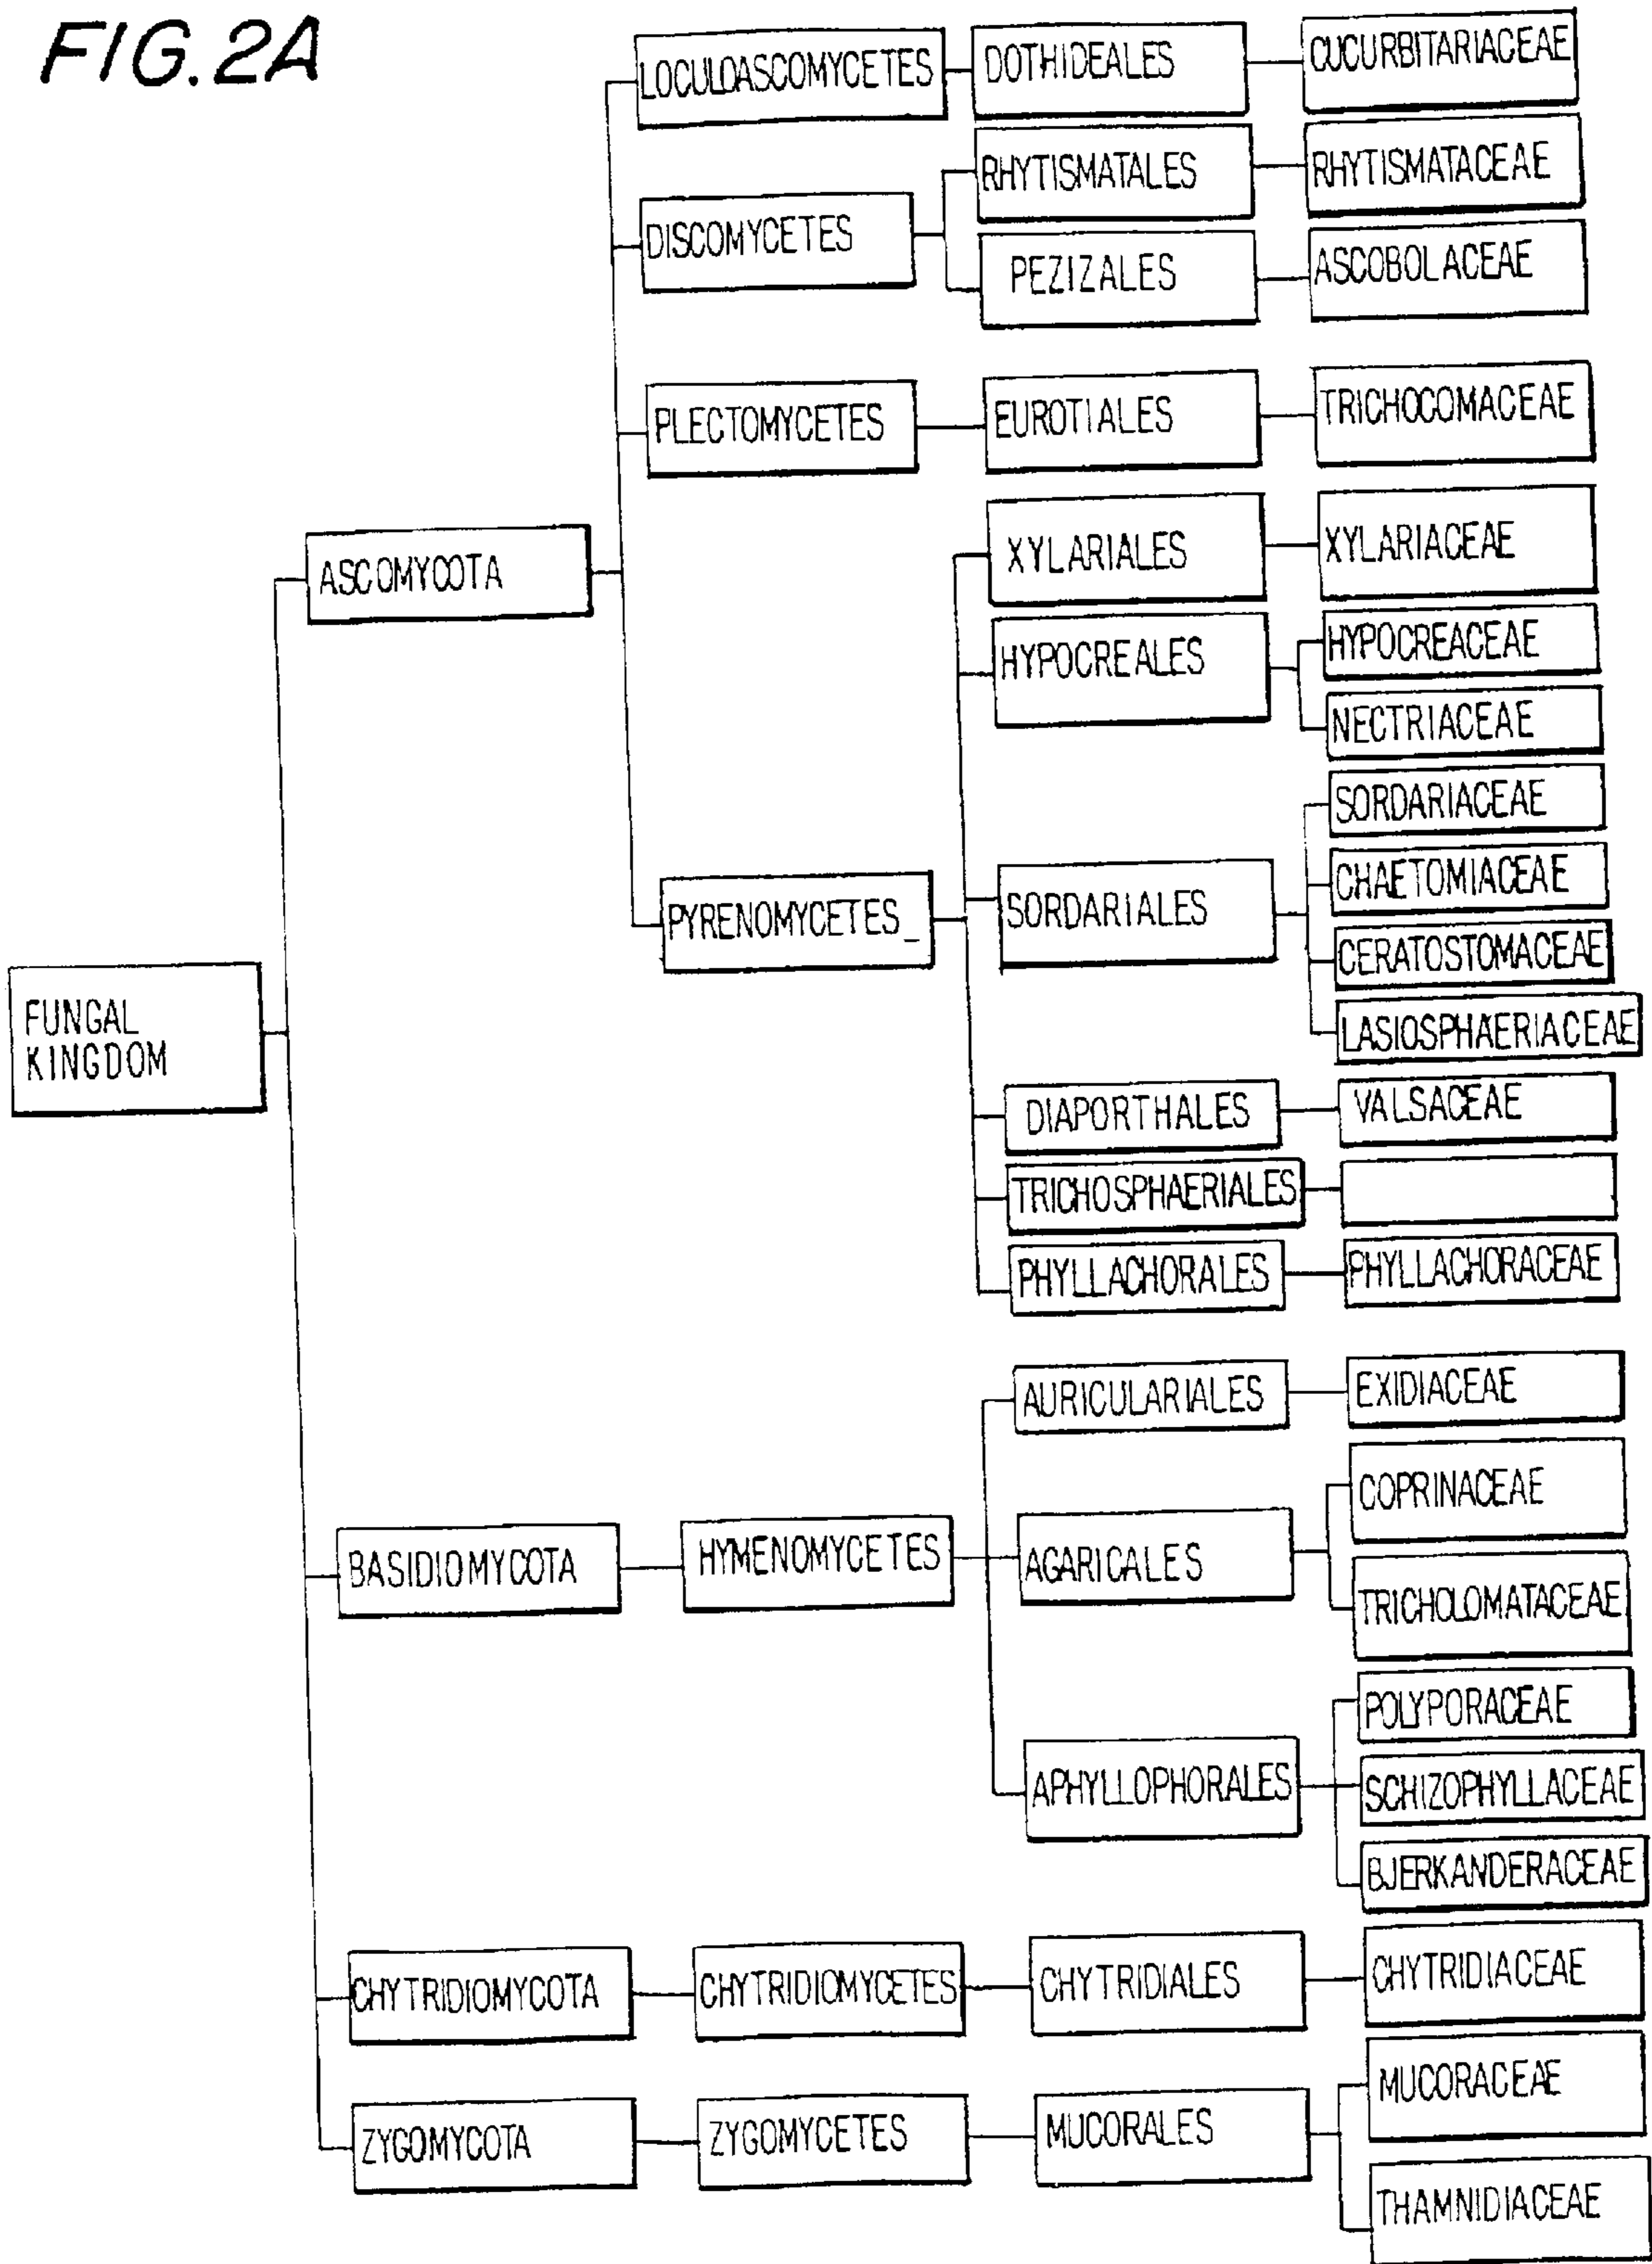 FIG.2A
LOCULOASCOMYCETES
DOTHIDEALES
CUCURBITARIACEAE
DISCOMYCETES
RHYTISMATALES
RHYTISMATACEAE
PEZIZALES
ASCOBOLACEAE
PLECTOMYCETES
EUROTIALES
TRICHOCOMACEAE
ASCOMYCOTA
XYLARIALES
XYLARIACEAE
HYPOCREALES
HYPOCREACEAE
NECTRIACEAE
PYRENOMYCETES_
SORDARIALES
SORDARIACEAE
CHAETOMIACEAE
CERATOSTOMACEAE
LASIOSPHAERIACEAE
FUNGAL
KINGDOM
DIAPORTHALES
VALSACEAE
TRICHOSPHAERIALES
PHYLLACHORALES
PHYLLACHORACEAE
AURICULARIALES
EXIDIACEAE
BASIDIOMYCOTA
HYMENOMYCETES
AGARICALES
COPRINACEAE
TRICHOLOMATACEAE
APHYLLOPHORALES
POLYPORACEAE
SCHIZOPHYLLACEAE
BJERKANDERACEAE
CHYTRIDIOMYCOTA
CHYTRIDIOMYCETES
CHYTRIDIALES
CHYTRIDIACEAE
ZYGOMYCOTA
ZYGOMYCETES
MUCORALES
MUCORACEAE
THAMNIDIACEAE